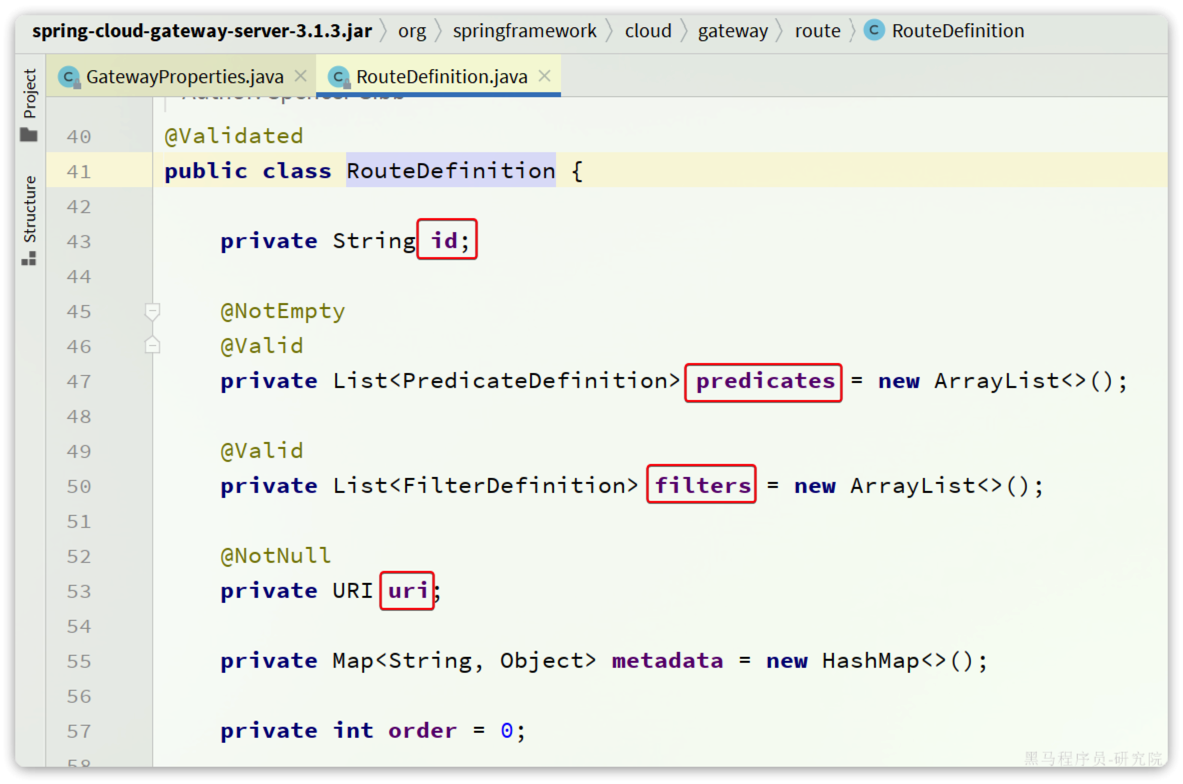 spring-cloud-gateway-server-3.1.3.jar org springframework cloud gateway route C RouteDefinition
Project
Structure
C GatewayProperties.java × C RouteDefinition.java ×
40 @Validated
41 public class RouteDefinition {
42
43 private String id;
44
45 @NotEmpty
46 @Valid
47 private List<PredicateDefinition> predicates = new ArrayList<>();
48
49 @Valid
50 private List<FilterDefinition> filters = new ArrayList<>();
51
52 @NotNull
53 private URI uri;
54
55 private Map<String, Object> metadata = new HashMap<>();
56
57 private int order = 0;
58
黑马程序员-研究院